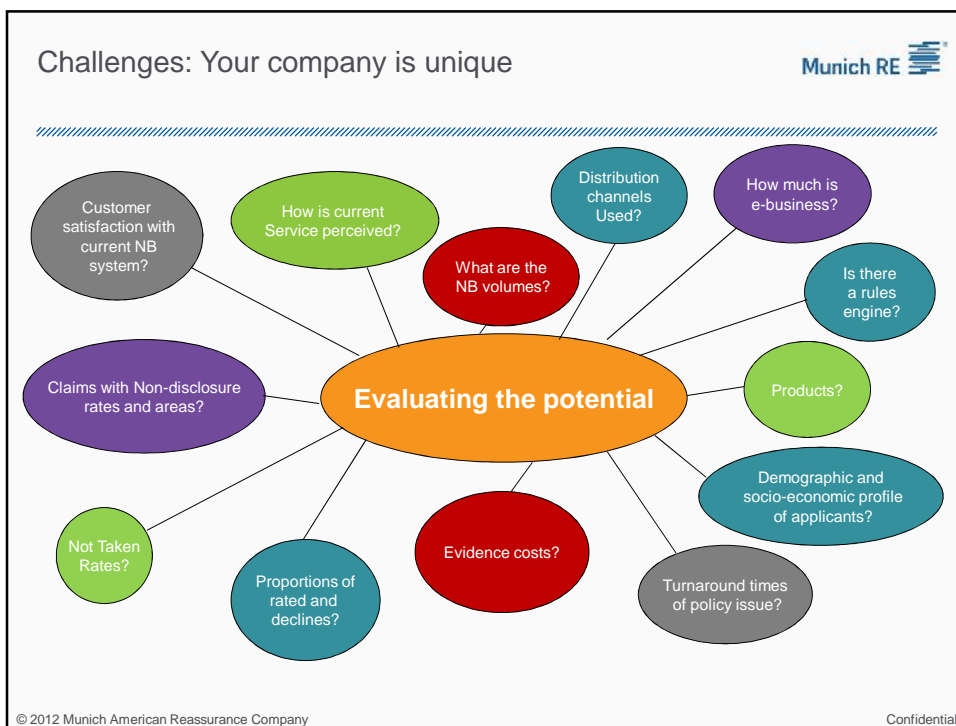 Challenges: Your company is unique
Munich RE
Customer
satisfaction with
current NB
system?
How is current
Service perceived?
What are the
NB volumes?
Distribution
channels
Used?
How much is
e-business?
Is there
a rules
engine?
Claims with Non-disclosure
rates and areas?
Evaluating the potential
Products?
Demographic and
socio-economic profile
of applicants?
Not Taken
Rates?
Proportions of
rated and
declines?
Evidence costs?
Turnaround times
of policy issue?
© 2012 Munich American Reassurance Company
Confidential